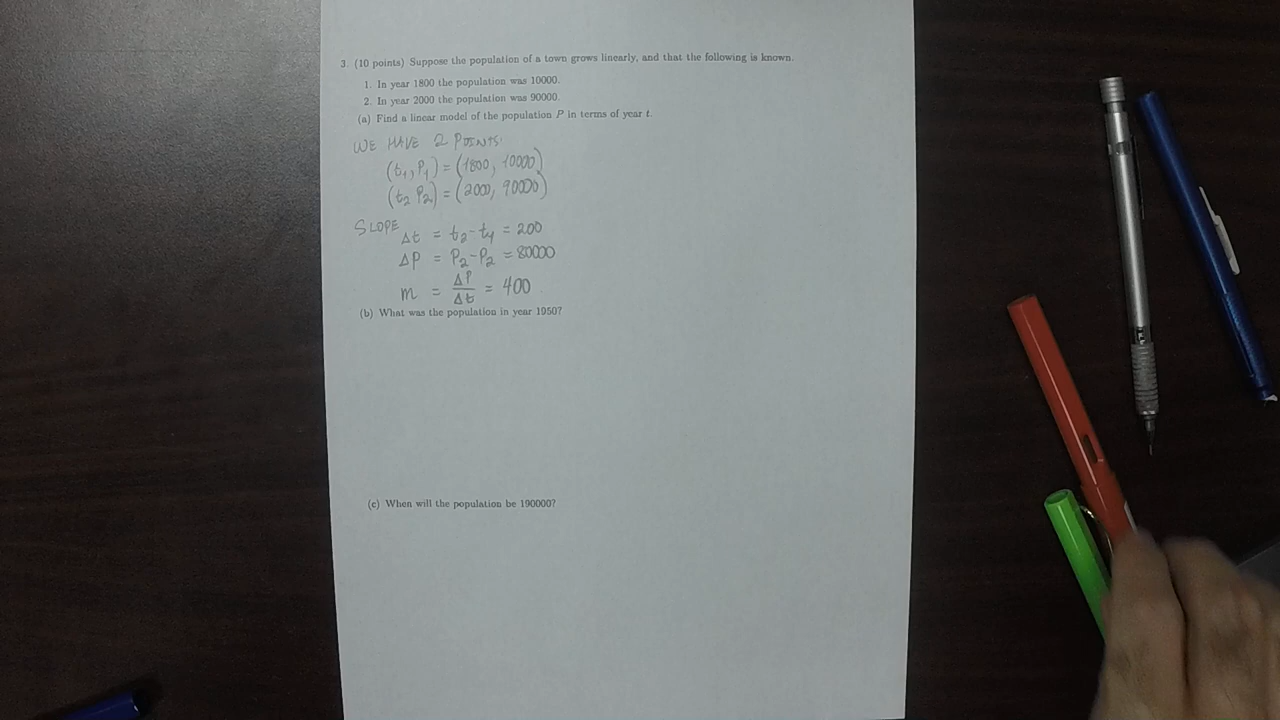 3. (10 points) Suppose the population of a town grows linearly, and that the following is known.
1. In year 1800 the population was 10000.
2. In year 2000 the population was 90000.
(a) Find a linear model of the population P in terms of year t.
WE HAVE 2 POINTS:
(t₁, P₁) = (1800, 10000)
(t₂ P₂) = (2000, 90000)
SLOPE
Δt = t₂ - t₁ = 200
ΔP = P₂ - P₂ = 80000
m = ΔP/Δt = 400
(b) What was the population in year 1950?
(c) When will the population be 190000?